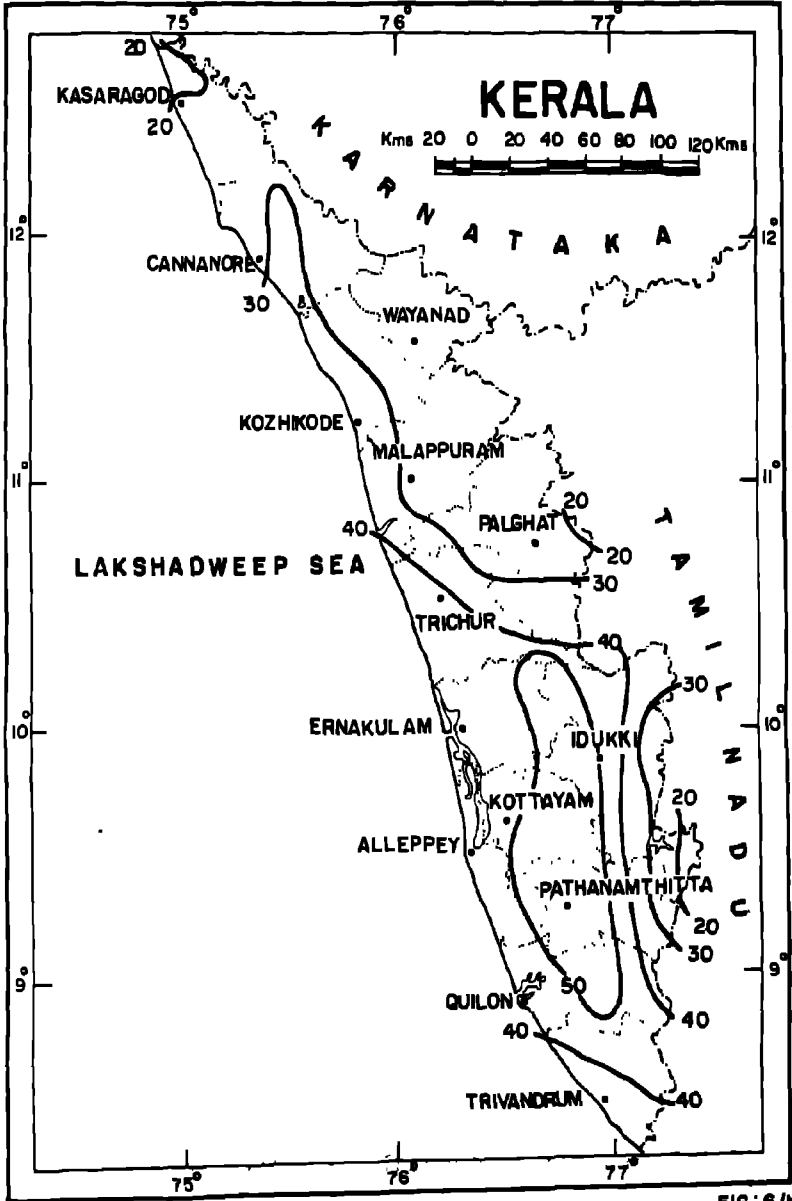 75° 76° 77°
20
KASARAGOD
20
KERALA
Kms 20 0 20 40 60 80 100 120 Kms
KARNATAKA
12° 12°
CANNANORE
30
WAYANAD
KOZHIKODE
MALAPPURAM
11° 11°
20
PALGHAT
20
40
LAKSHADWEEP SEA
30
TAMIL NADU
TRICHUR
40
30
10° 10°
ERNAKULAM
IDUKKI
20
KOTTAYAM
ALLEPPEY
PATHANAMTHITTA
20
30
9° 9°
50
QUILON
40
40
TRIVANDRUM
40
75° 76° 77°